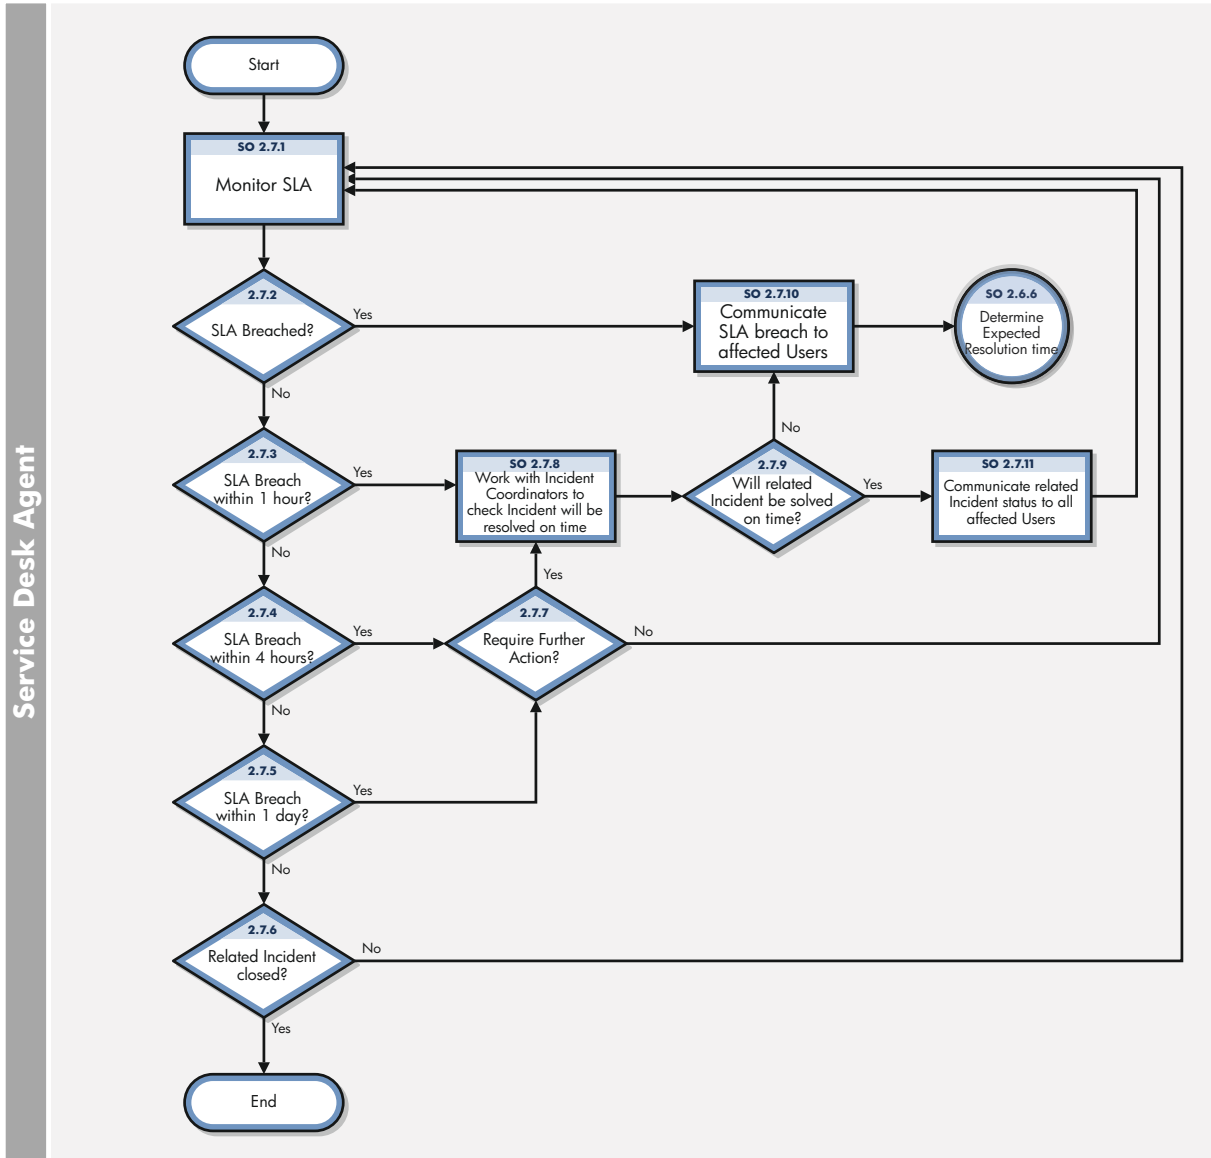 Service Desk Agent
Start
SO 2.7.1
Monitor SLA
2.7.2
SLA Breached?
Yes
No
SO 2.7.10
Communicate
SLA breach to
affected Users
SO 2.6.6
Determine
Expected
Resolution time
2.7.3
SLA Breach
within 1 hour?
Yes
No
SO 2.7.8
Work with Incident
Coordinators to
check Incident will be
resolved on time
2.7.9
Will related
Incident be solved
on time?
No
Yes
SO 2.7.11
Communicate related
Incident status to all
affected Users
2.7.4
SLA Breach
within 4 hours?
Yes
No
2.7.7
Require Further
Action?
Yes
No
2.7.5
SLA Breach
within 1 day?
Yes
No
2.7.6
Related Incident
closed?
No
Yes
End